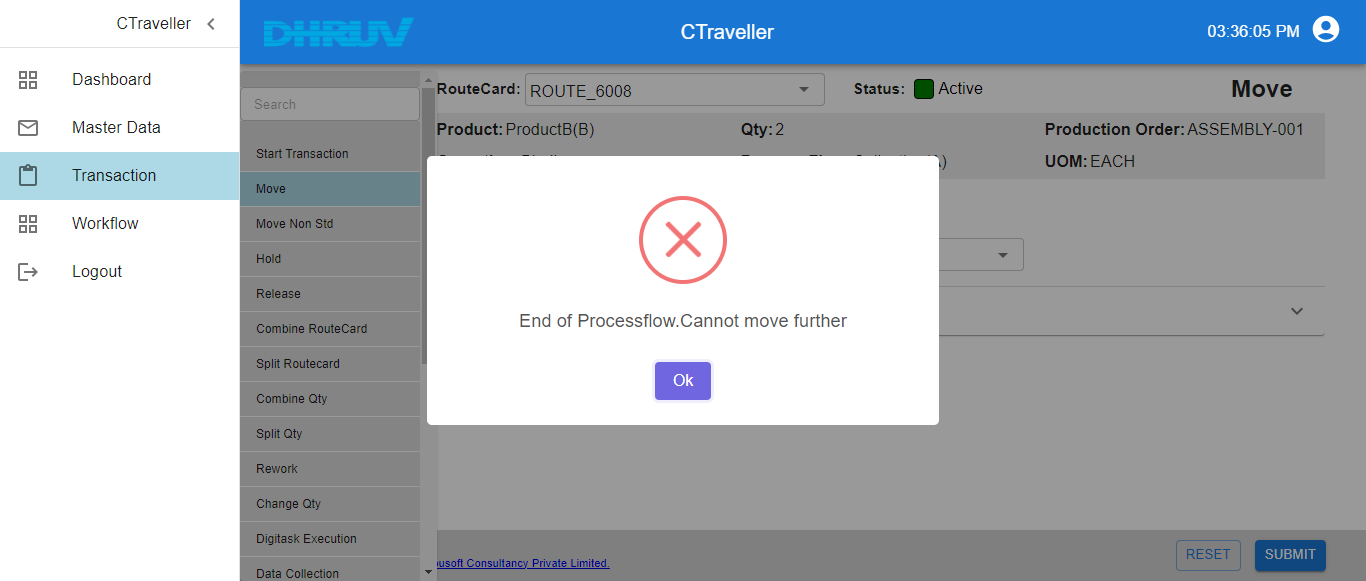 CTraveller
Dashboard
Master Data
Transaction
Workflow
Logout
DHRUV
CTraveller
03:36:05 PM
Search
Start Transaction
Move
Move Non Std
Hold
Release
Combine RouteCard
Split Routecard
Combine Qty
Split Qty
Rework
Change Qty
Digitask Execution
Data Collection
RouteCard: ROUTE_6008
Status: Active
Move
Product: ProductB(B)
Qty: 2
Production Order: ASSEMBLY-001
UOM: EACH
End of Processflow.Cannot move further
Ok
Consultancy Private Limited.
RESET
SUBMIT